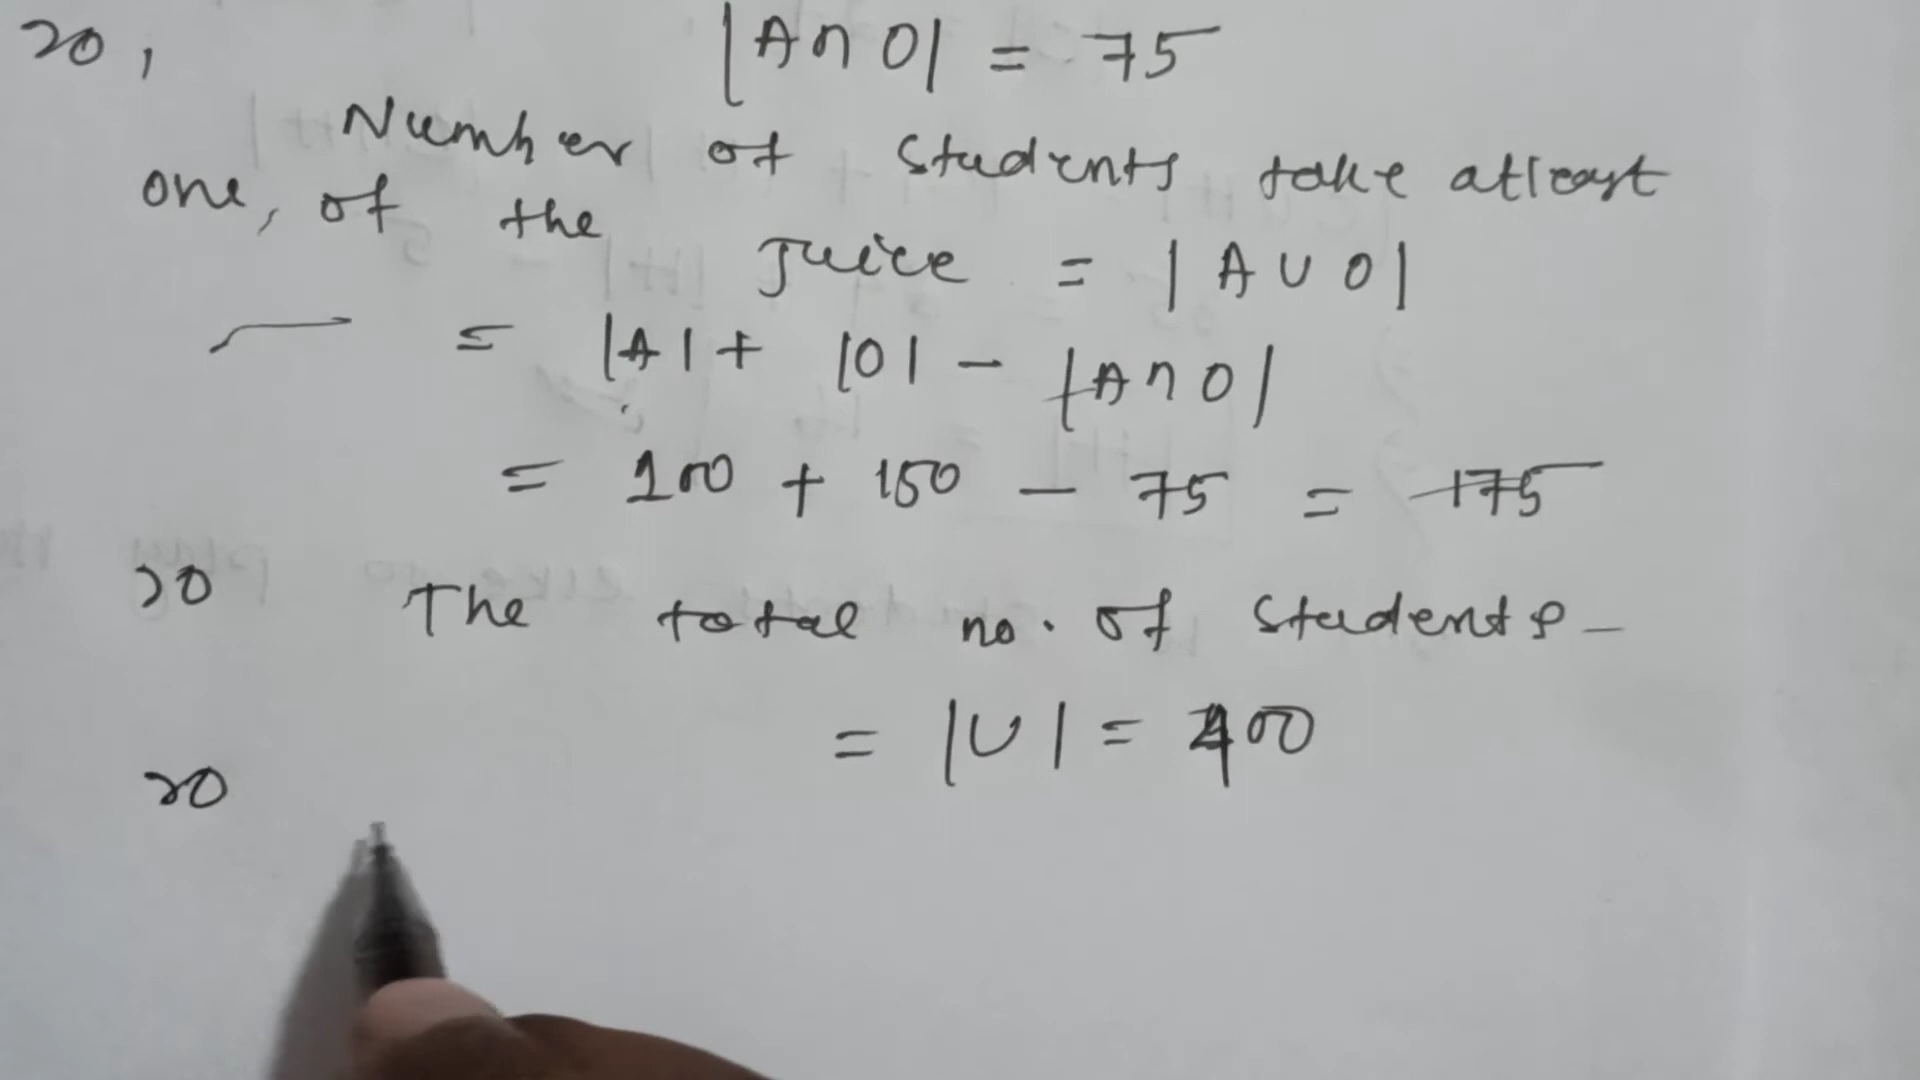 so, |A∩O| = 75
Number of students take atleast
one, of the Juice = |A∪O|
= |A| + |O| - |A∩O|
= 100 + 150 - 75 = 175
so The total no. of students -
= |U| = 400
so